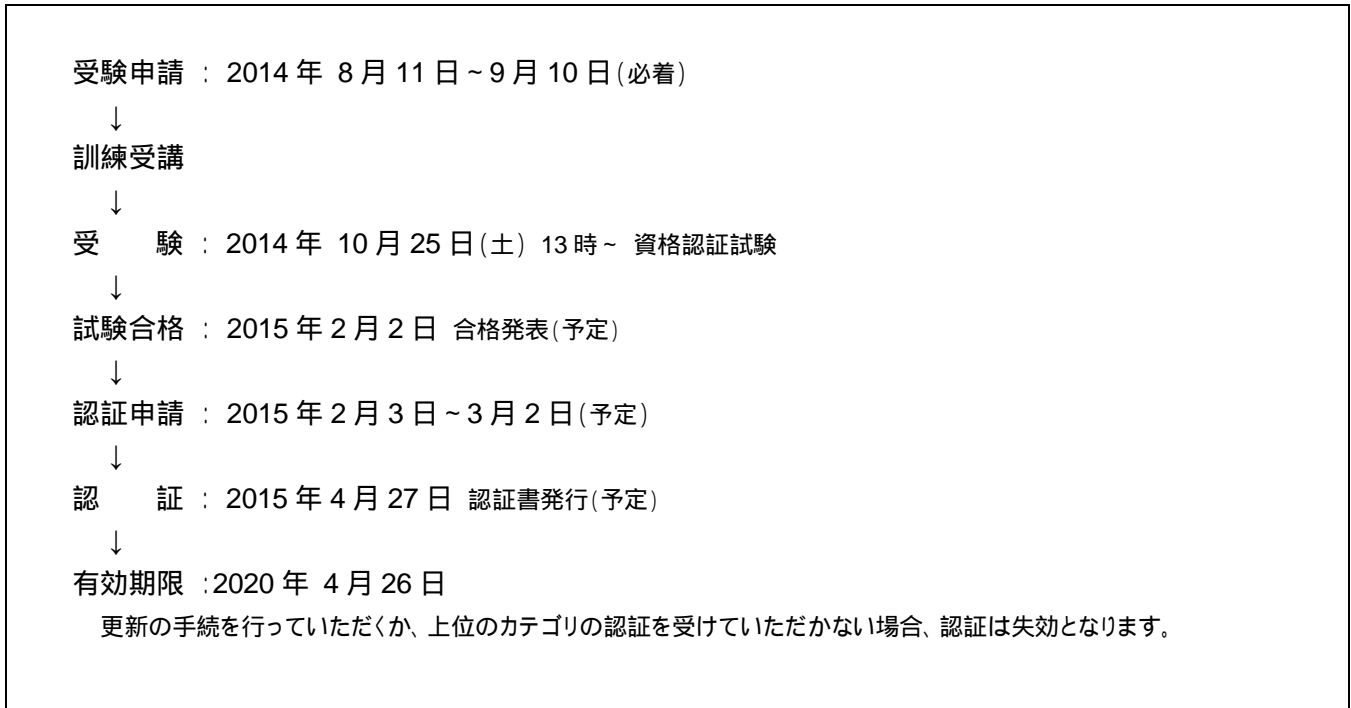 受験申請 : 2014 年 8 月 11 日 ~ 9 月 10 日(必着)
↓
訓練受講
↓
受 験 : 2014 年 10 月 25 日(土) 13 時 ~ 資格認証試験
↓
試験合格 : 2015 年 2 月 2 日 合格発表(予定)
↓
認証申請 : 2015 年 2 月 3 日 ~ 3 月 2 日(予定)
↓
認 証 : 2015 年 4 月 27 日 認証書発行(予定)
↓
有効期限 :2020 年 4 月 26 日
更新の手続を行っていただくか、上位のカテゴリの認証を受けていただかない場合、認証は失効となります。